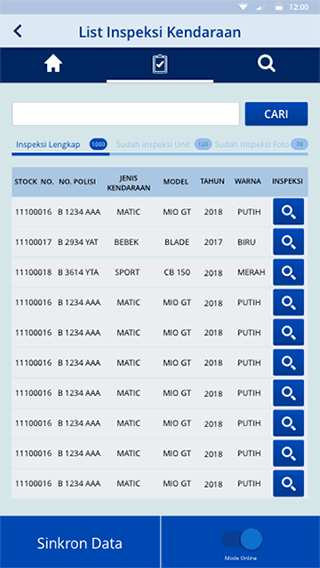 12:00
List Inspeksi Kendaraan
CARI
Inspeksi Lengkap 1000 Sudah Inspeksi Unit 120 Sudah Inspeksi Foto 78
STOCK NO. NO. POLISI JENIS KENDARAAN MODEL TAHUN WARNA INSPEKSI
11100016 B 1234 AAA MATIC MIO GT 2018 PUTIH
11100017 B 2934 YAT BEBEK BLADE 2017 BIRU
11100018 B 3614 YTA SPORT CB 150 2018 MERAH
11100016 B 1234 AAA MATIC MIO GT 2018 PUTIH
11100016 B 1234 AAA MATIC MIO GT 2018 PUTIH
11100016 B 1234 AAA MATIC MIO GT 2018 PUTIH
11100016 B 1234 AAA MATIC MIO GT 2018 PUTIH
11100016 B 1234 AAA MATIC MIO GT 2018 PUTIH
11100016 B 1234 AAA MATIC MIO GT 2018 PUTIH
11100016 B 1234 AAA MATIC MIO GT 2018 PUTIH
Sinkron Data
Mode Online